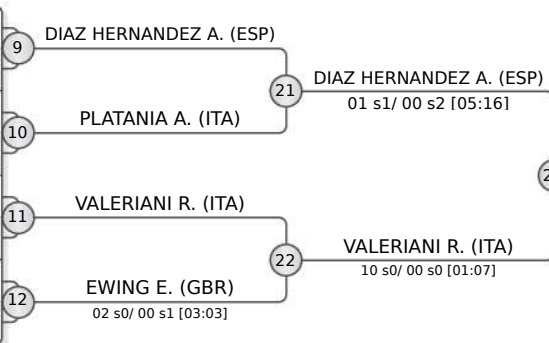 DIAZ HERNANDEZ A. (ESP)
9
21
DIAZ HERNANDEZ A. (ESP)
01 s1/ 00 s2 [05:16]
PLATANIA A. (ITA)
10
VALERIANI R. (ITA)
11
22
VALERIANI R. (ITA)
10 s0/ 00 s0 [01:07]
EWING E. (GBR)
12
02 s0/ 00 s1 [03:03]